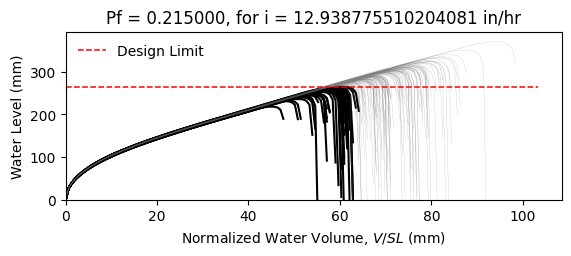 Pf = 0.215000, for i = 12.938775510204081 in/hr
Design Limit
Water Level (mm)
300
200
100
0
0 20 40 60 80 100
Normalized Water Volume, V/SL (mm)